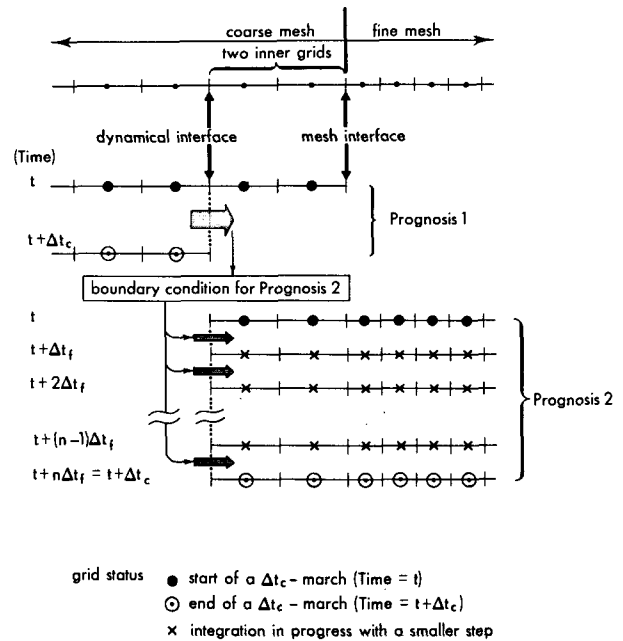 coarse mesh fine mesh
two inner grids
dynamical interface mesh interface
(Time)
t
Prognosis 1
t+Δt_c
boundary condition for Prognosis 2
t
t+Δt_f
t+2Δt_f
Prognosis 2
t+(n-1)Δt_f
t+nΔt_f = t+Δt_c
grid status ● start of a Δt_c - march (Time = t)
⊙ end of a Δt_c - march (Time = t+Δt_c)
× integration in progress with a smaller step